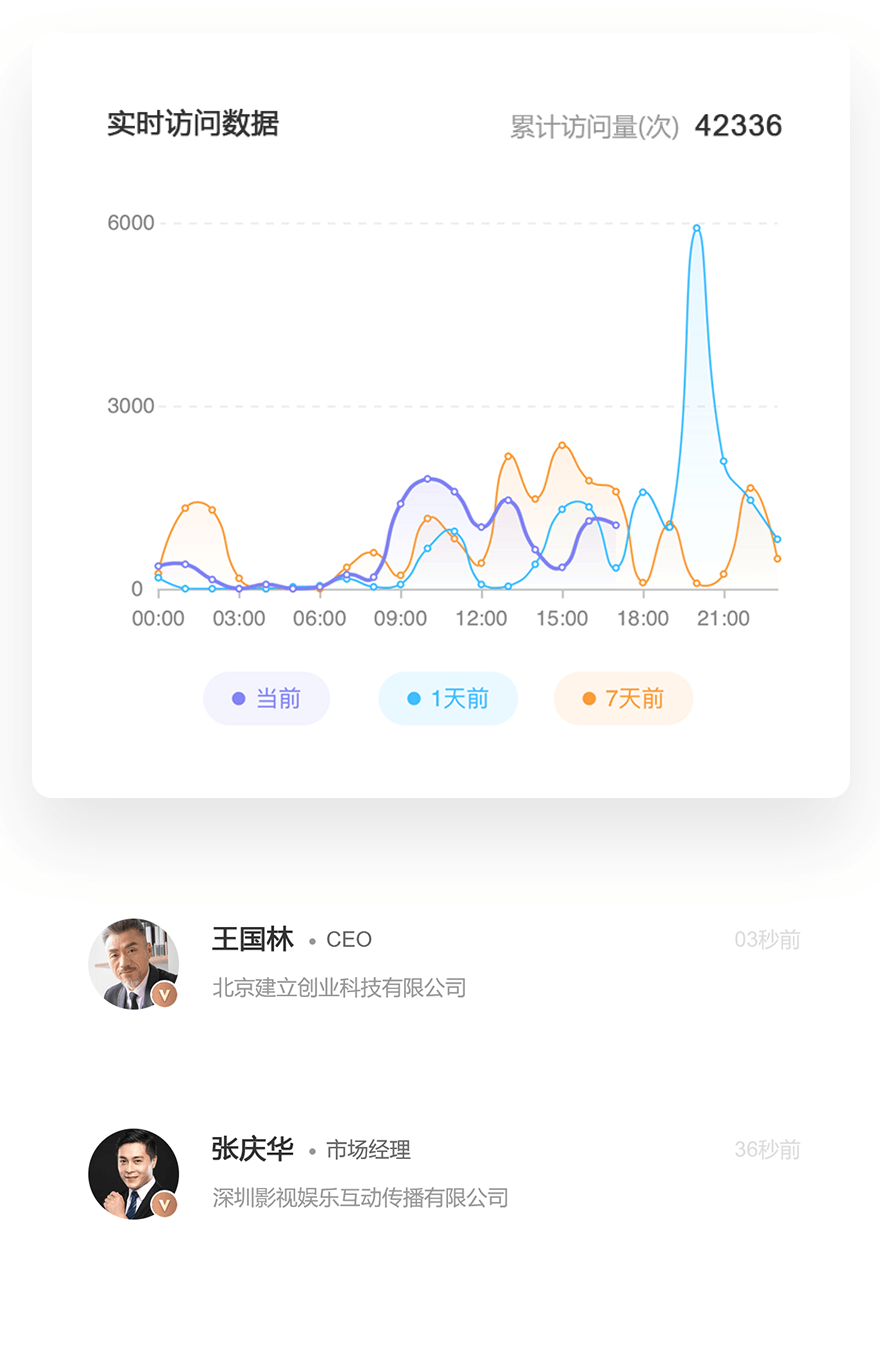 实时访问数据 累计访问量(次) 42336
6000
3000
0
00:00 03:00 06:00 09:00 12:00 15:00 18:00 21:00
当前 1天前 7天前
王国林 • CEO 03秒前
北京建立创业科技有限公司
V
张庆华 • 市场经理 36秒前
深圳影视娱乐互动传播有限公司
V